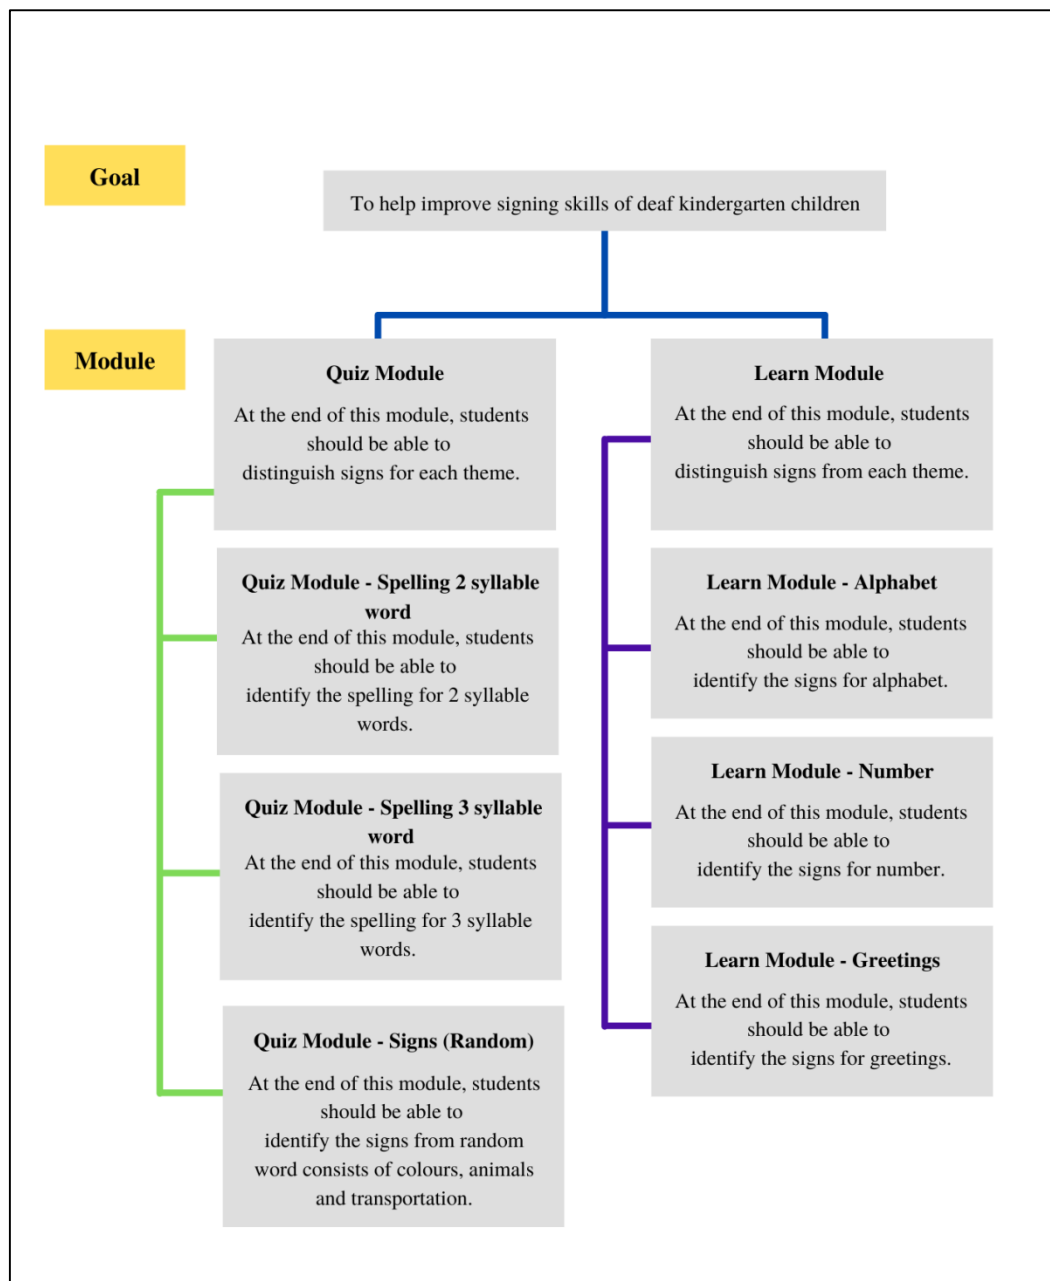 Goal
To help improve signing skills of deaf kindergarten children
Module
Quiz Module
At the end of this module, students
should be able to
distinguish signs for each theme.
Quiz Module - Spelling 2 syllable
word
At the end of this module, students
should be able to
identify the spelling for 2 syllable
words.
Quiz Module - Spelling 3 syllable
word
At the end of this module, students
should be able to
identify the spelling for 3 syllable
words.
Quiz Module - Signs (Random)
At the end of this module, students
should be able to
identify the signs from random
word consists of colours, animals
and transportation.
Learn Module
At the end of this module, students
should be able to
distinguish signs from each theme.
Learn Module - Alphabet
At the end of this module, students
should be able to
identify the signs for alphabet.
Learn Module - Number
At the end of this module, students
should be able to
identify the signs for number.
Learn Module - Greetings
At the end of this module, students
should be able to
identify the signs for greetings.